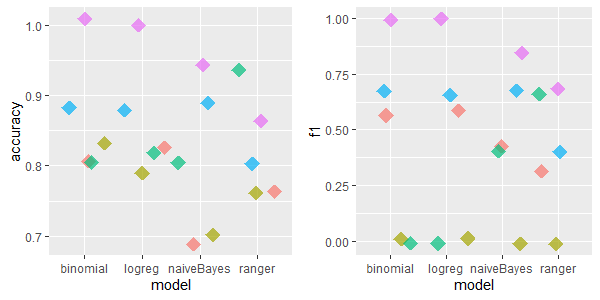 accuracy
1.0
0.9
0.8
0.7
binomial logreg naiveBayes ranger
model
f1
1.00
0.75
0.50
0.25
0.00
binomial logreg naiveBayes ranger
model